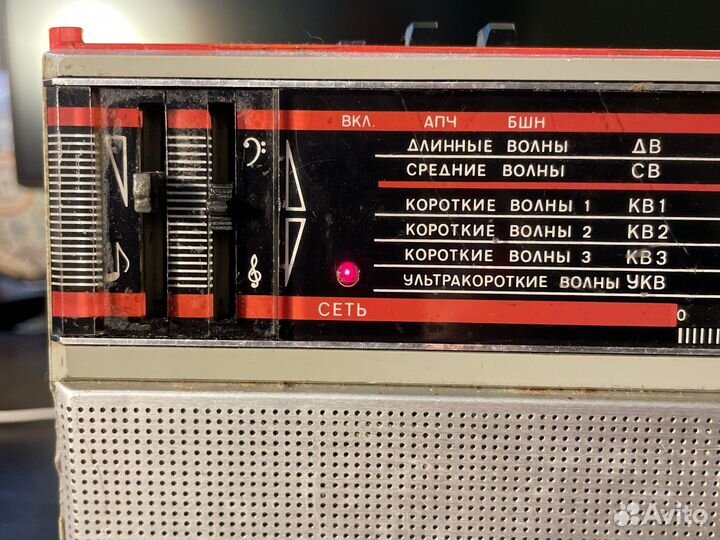 ВКЛ. АПЧ БШН
ДЛИННЫЕ ВОЛНЫ ДВ
СРЕДНИЕ ВОЛНЫ СВ
КОРОТКИЕ ВОЛНЫ 1 КВ1
КОРОТКИЕ ВОЛНЫ 2 КВ2
КОРОТКИЕ ВОЛНЫ 3 КВ3
УЛЬТРАКОРОТКИЕ ВОЛНЫ УКВ
СЕТЬ
0
Avito